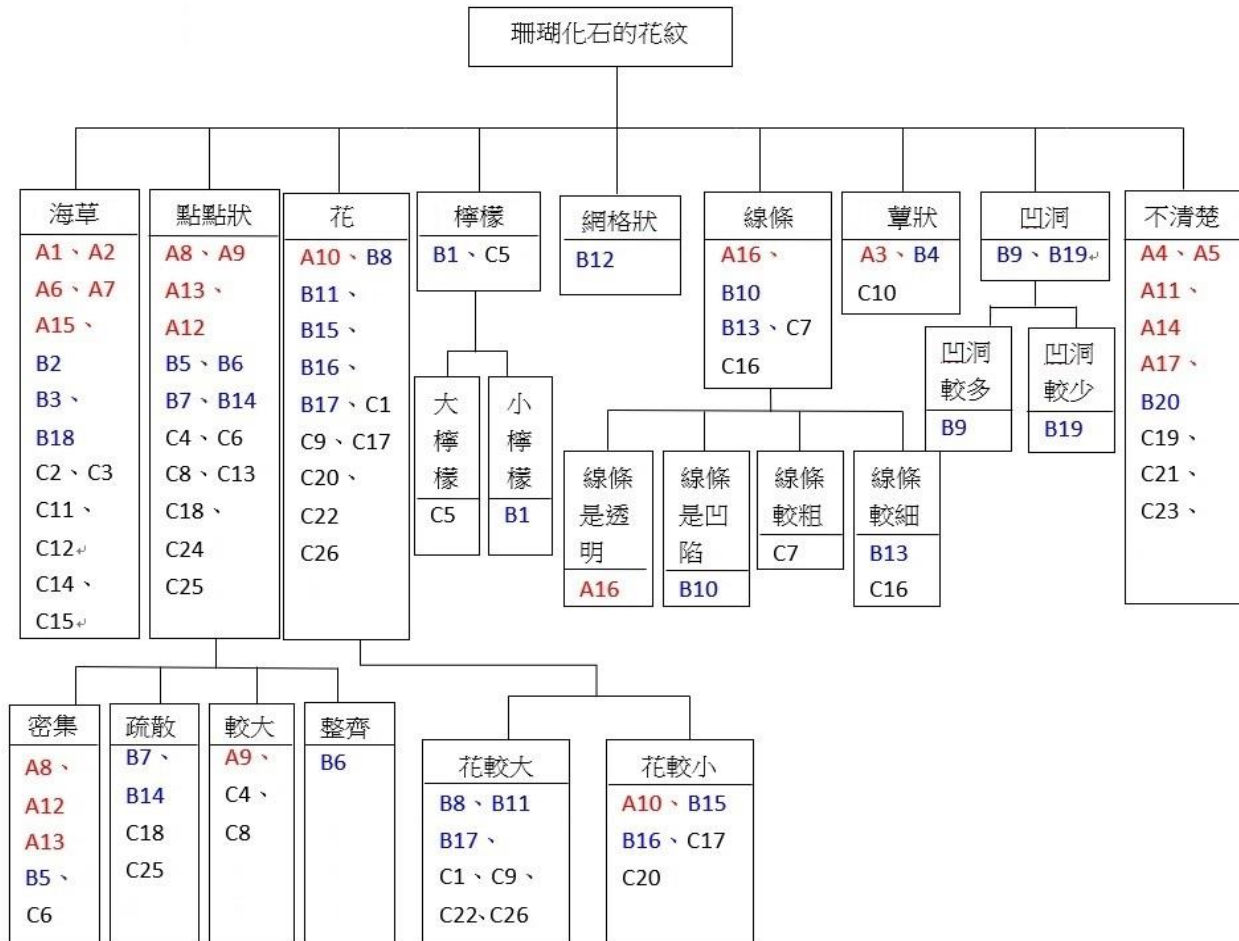 珊瑚化石的花紋
海草
A1、A2
A6、A7
A15、
B2
B3、
B18
C2、C3
C11、
C12↵
C14、
C15↵
點點狀
A8、A9
A13、
A12
B5、B6
B7、B14
C4、C6
C8、C13
C18、
C24
C25
花
A10、B8
B11、
B15、
B16、
B17、C1
C9、C17
C20、
C22
C26
檸檬
B1、C5
網格狀
B12
線條
A16、
B10
B13、C7
C16
蕈狀
A3、B4
C10
凹洞
B9、B19↵
不清楚
A4、A5
A11、
A14
A17、
B20
C19、
C21、
C23、
大
檸
檬
C5
小
檸
檬
B1
線條
是透
明
A16
線條
是凹
陷
B10
線條
較粗
C7
線條
較細
B13
C16
凹洞
較多
B9
凹洞
較少
B19
密集
A8、
A12
A13
B5、
C6
疏散
B7、
B14
C18
C25
較大
A9、
C4、
C8
整齊
B6
花較大
B8、B11
B17、
C1、C9、
C22、C26
花較小
A10、B15
B16、C17
C20